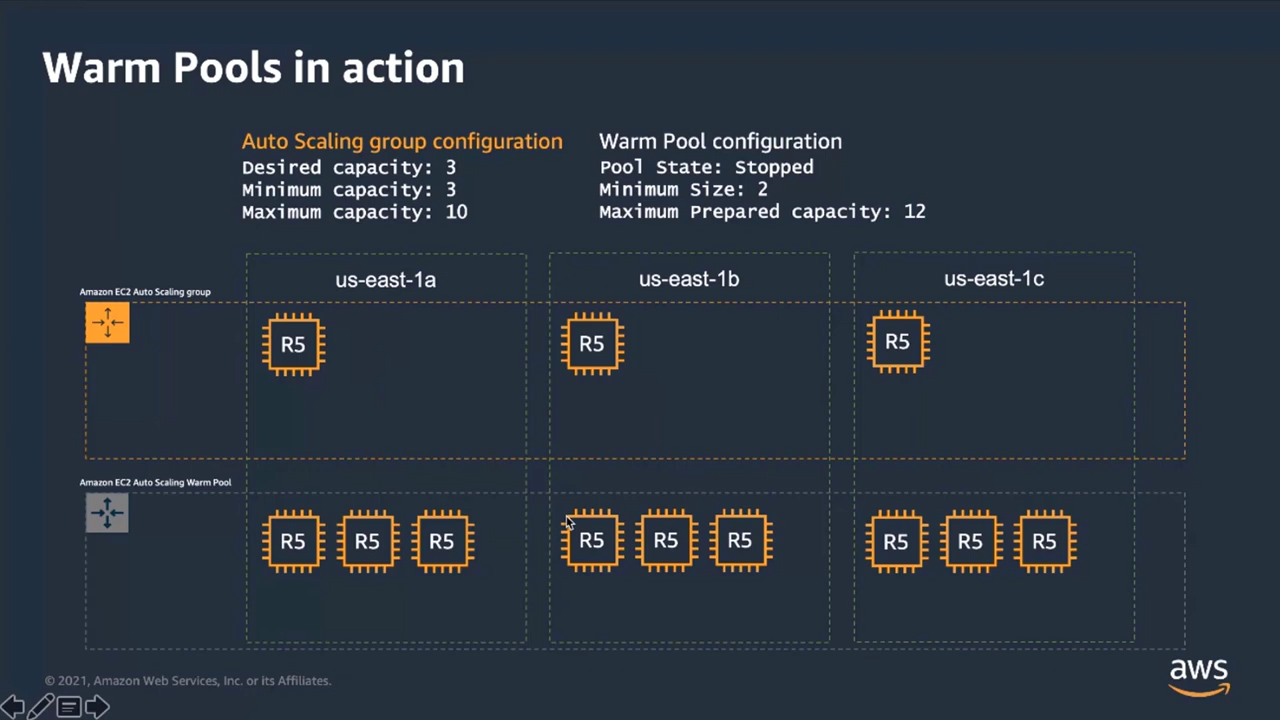 Warm Pools in action
Auto Scaling group configuration
Desired capacity: 3
Minimum capacity: 3
Maximum capacity: 10
Warm Pool configuration
Pool State: Stopped
Minimum Size: 2
Maximum Prepared capacity: 12
us-east-1a
us-east-1b
us-east-1c
Amazon EC2 Auto Scaling group
R5
R5
R5
Amazon EC2 Auto Scaling Warm Pool
R5 R5 R5
R5 R5 R5
R5 R5 R5
© 2021, Amazon Web Services, Inc. or its Affiliates.
aws